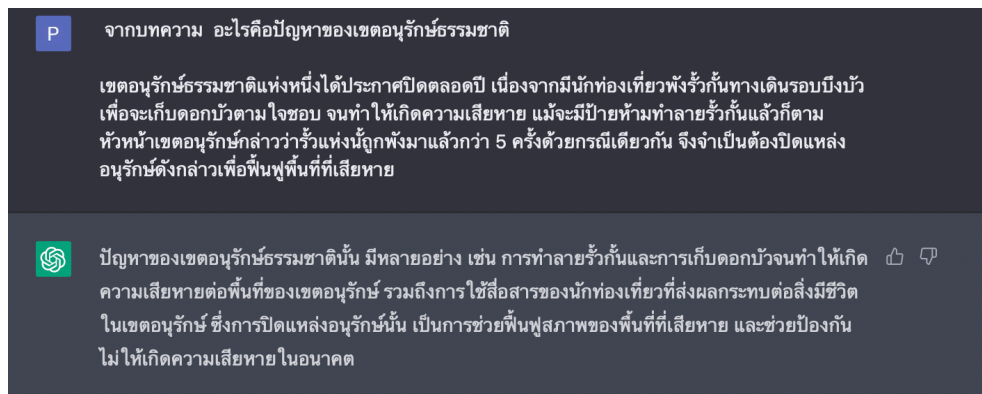 P
จากบทความ อะไรคือปัญหาของเขตอนุรักษ์ธรรมชาติ
เขตอนุรักษ์ธรรมชาติแห่งหนึ่งได้ประกาศปิดตลอดปี เนื่องจากมีนักท่องเที่ยวพังรั้วกั้นทางเดินรอบบึงบัว
เพื่อจะเก็บดอกบัวตามใจชอบ จนทำให้เกิดความเสียหาย แม้จะมีป้ายห้ามทำลายรั้วกั้นแล้วก็ตาม
หัวหน้าเขตอนุรักษ์กล่าวว่ารั้วแห่งนี้ถูกพังมาแล้วกว่า 5 ครั้งด้วยกรณีเดียวกัน จึงจำเป็นต้องปิดแหล่ง
อนุรักษ์ดังกล่าวเพื่อฟื้นฟูพื้นที่ที่เสียหาย
ปัญหาของเขตอนุรักษ์ธรรมชาตินั้น มีหลายอย่าง เช่น การทำลายรั้วกั้นและการเก็บดอกบัวจนทำให้เกิด
ความเสียหายต่อพื้นที่ของเขตอนุรักษ์ รวมถึงการใช้สื่อสารของนักท่องเที่ยวที่ส่งผลกระทบต่อสิ่งมีชีวิต
ในเขตอนุรักษ์ ซึ่งการปิดแหล่งอนุรักษ์นั้น เป็นการช่วยฟื้นฟูสภาพของพื้นที่ที่เสียหาย และช่วยป้องกัน
ไม่ให้เกิดความเสียหายในอนาคต